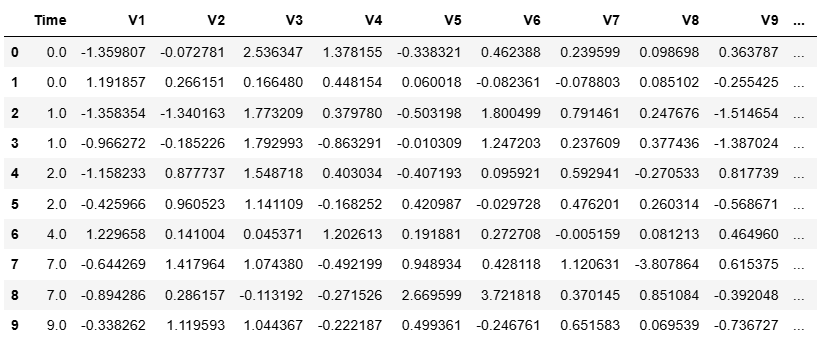 Time V1 V2 V3 V4 V5 V6 V7 V8 V9 ...
0 0.0 -1.359807 -0.072781 2.536347 1.378155 -0.338321 0.462388 0.239599 0.098698 0.363787 ...
1 0.0 1.191857 0.266151 0.166480 0.448154 0.060018 -0.082361 -0.078803 0.085102 -0.255425 ...
2 1.0 -1.358354 -1.340163 1.773209 0.379780 -0.503198 1.800499 0.791461 0.247676 -1.514654 ...
3 1.0 -0.966272 -0.185226 1.792993 -0.863291 -0.010309 1.247203 0.237609 0.377436 -1.387024 ...
4 2.0 -1.158233 0.877737 1.548718 0.403034 -0.407193 0.095921 0.592941 -0.270533 0.817739 ...
5 2.0 -0.425966 0.960523 1.141109 -0.168252 0.420987 -0.029728 0.476201 0.260314 -0.568671 ...
6 4.0 1.229658 0.141004 0.045371 1.202613 0.191881 0.272708 -0.005159 0.081213 0.464960 ...
7 7.0 -0.644269 1.417964 1.074380 -0.492199 0.948934 0.428118 1.120631 -3.807864 0.615375 ...
8 7.0 -0.894286 0.286157 -0.113192 -0.271526 2.669599 3.721818 0.370145 0.851084 -0.392048 ...
9 9.0 -0.338262 1.119593 1.044367 -0.222187 0.499361 -0.246761 0.651583 0.069539 -0.736727 ...